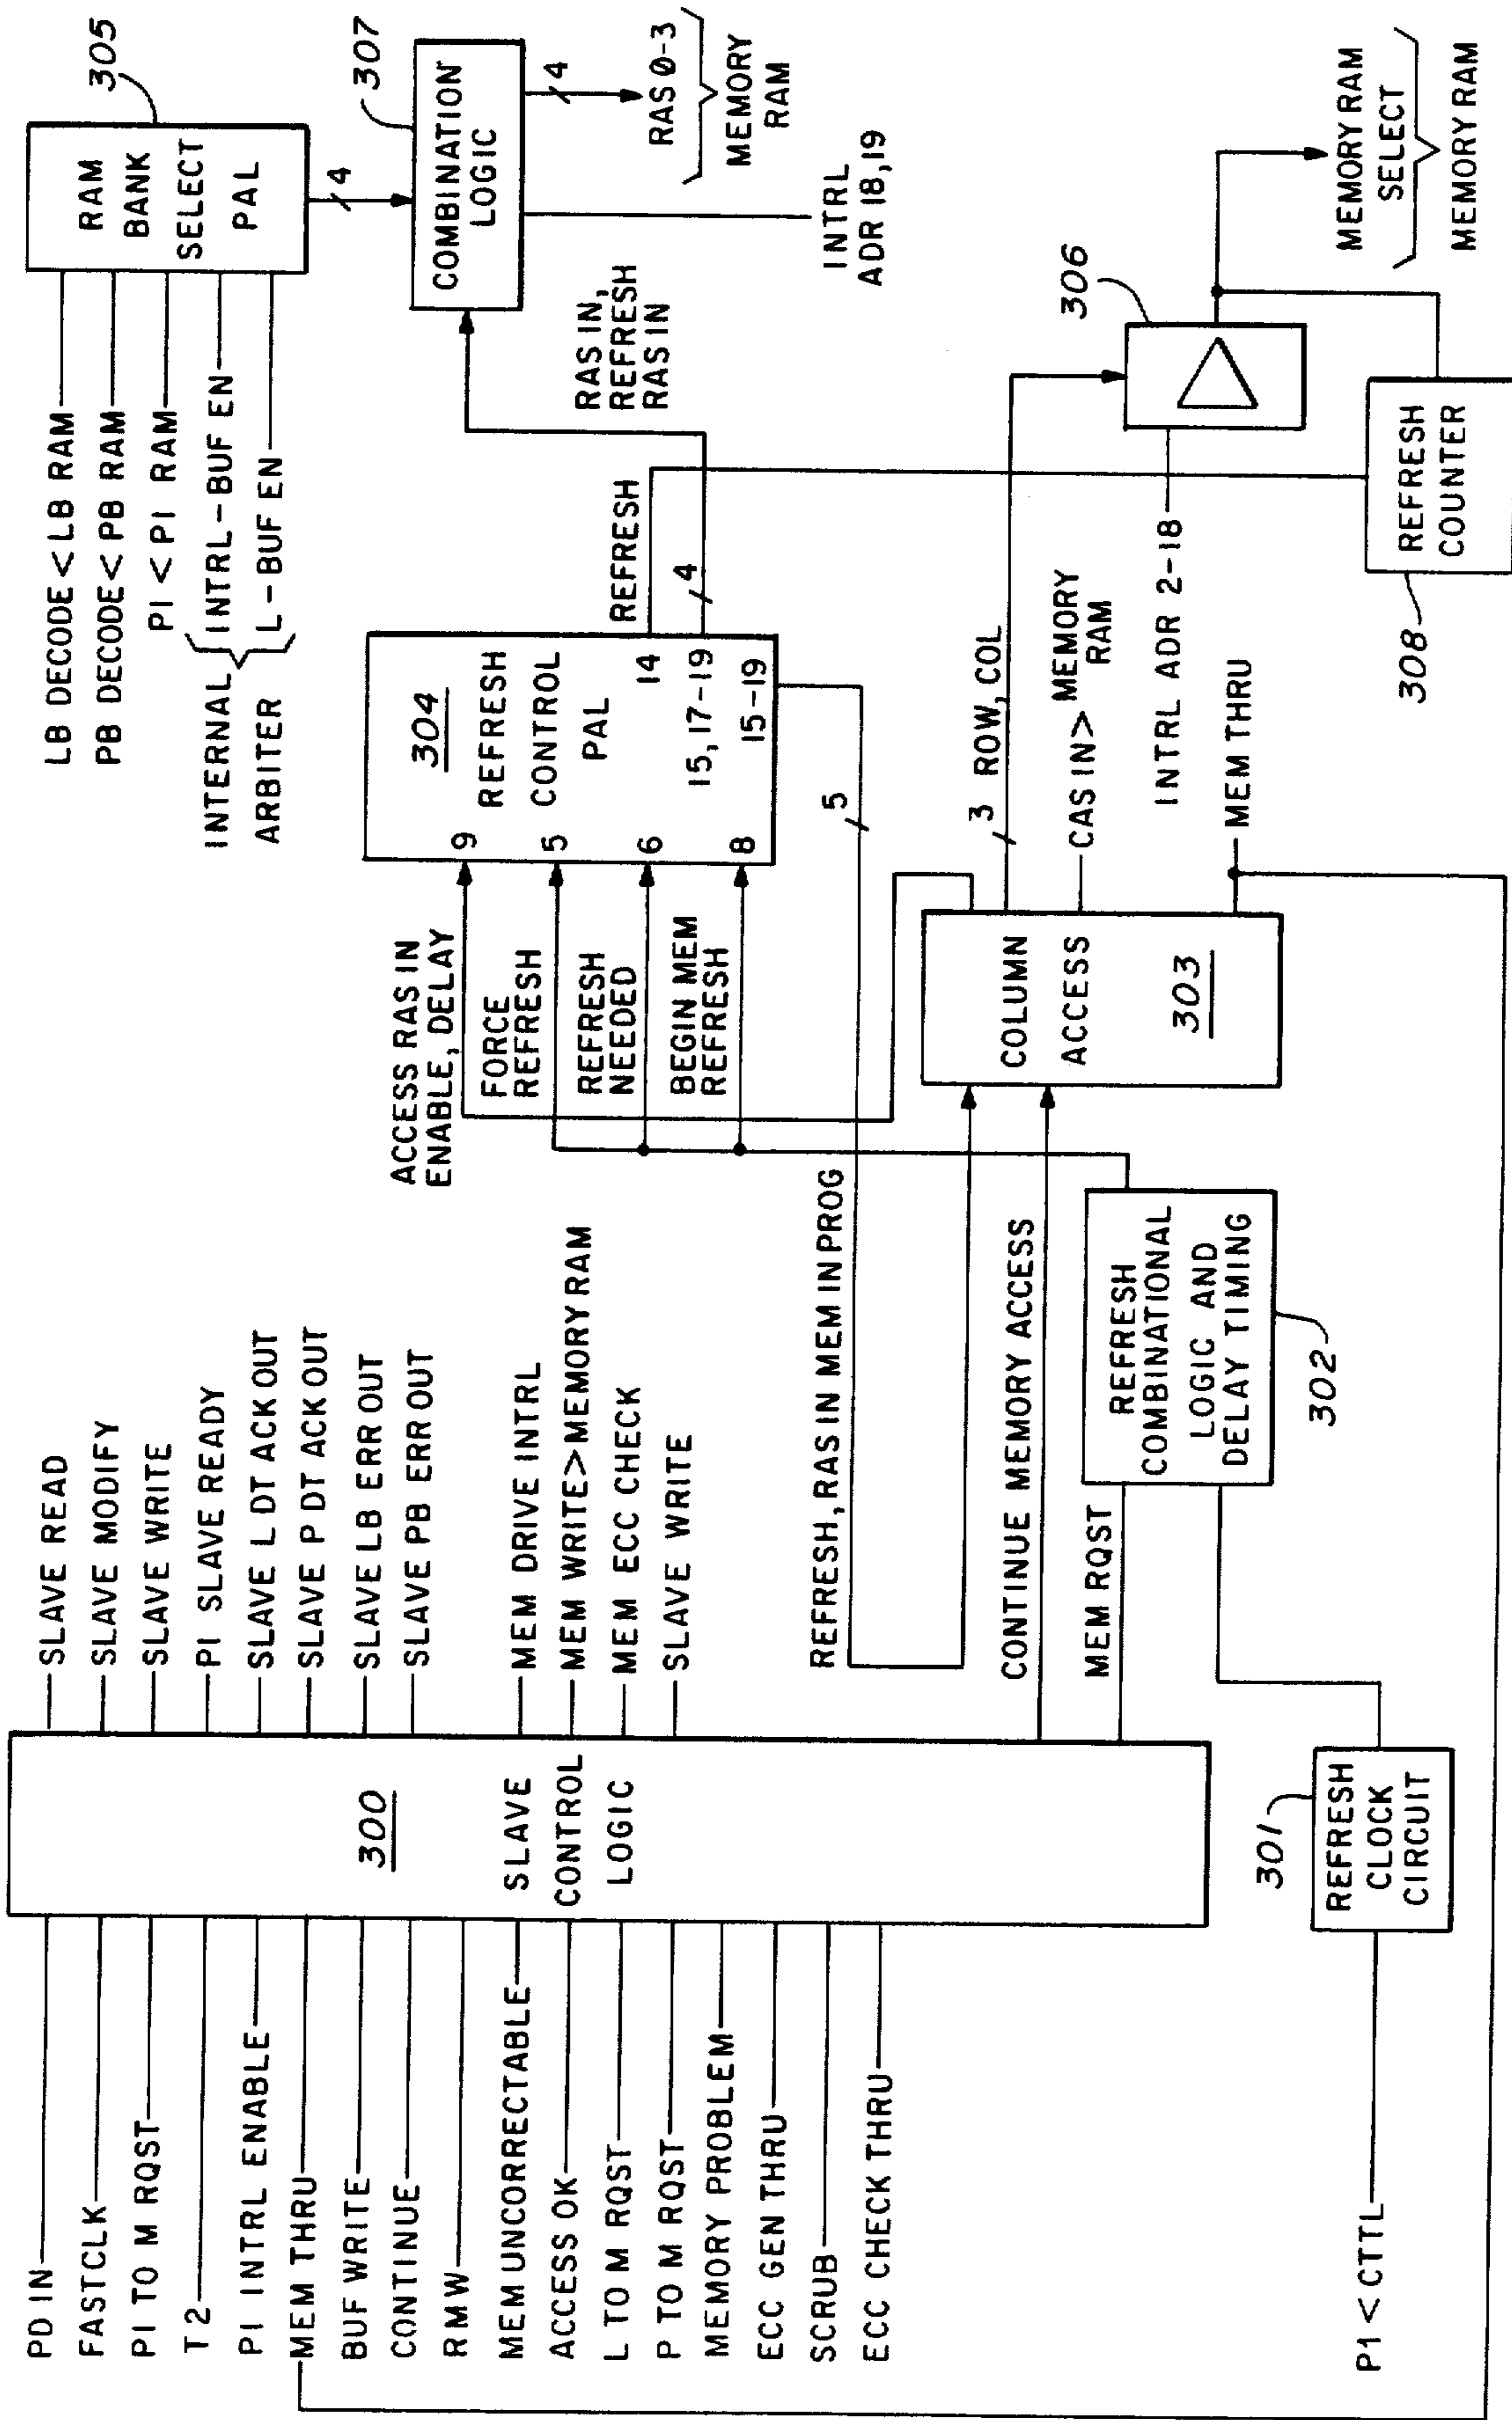 PD IN
FASTCLK
PI TO M RQST
T2
PI INTRL ENABLE
MEM THRU
BUF WRITE
CONTINUE
RMW
MEM UNCORRECTABLE
ACCESS OK
L TO M RQST
P TO M RQST
MEMORY PROBLEM
ECC GEN THRU
SCRUB
ECC CHECK THRU
P1 < CTTL
300
SLAVE
CONTROL
LOGIC
SLAVE READ
SLAVE MODIFY
SLAVE WRITE
PI SLAVE READY
SLAVE L DT ACK OUT
SLAVE P DT ACK OUT
SLAVE LB ERR OUT
SLAVE PB ERR OUT
MEM DRIVE INTRL
MEM WRITE>MEMORY RAM
MEM ECC CHECK
SLAVE WRITE
REFRESH, RAS IN MEM IN PROG
CONTINUE MEMORY ACCESS
MEM RQST
301
REFRESH
CLOCK
CIRCUIT
REFRESH
COMBINATIONAL
LOGIC AND
DELAY TIMING
302
ACCESS RAS IN
ENABLE, DELAY
FORCE
REFRESH
REFRESH
NEEDED
BEGIN MEM
REFRESH
COLUMN
ACCESS
303
304
REFRESH
CONTROL
PAL
9
5
6
8
14
15, 17-19
15-19
5
REFRESH
4
3 ROW, COL
CAS IN> MEMORY
RAM
INTRL ADR 2-18
MEM THRU
LB DECODE < LB RAM
PB DECODE < PB RAM
PI < PI RAM
INTERNAL
ARBITER
INTRL-BUF EN
L-BUF EN
RAM
BANK
SELECT
PAL
305
4
RAS IN,
REFRESH
RAS IN
COMBINATION
LOGIC
307
4
RAS 0-3
MEMORY
RAM
INTRL
ADR 18,19
306
REFRESH
COUNTER
308
MEMORY RAM
SELECT
MEMORY RAM